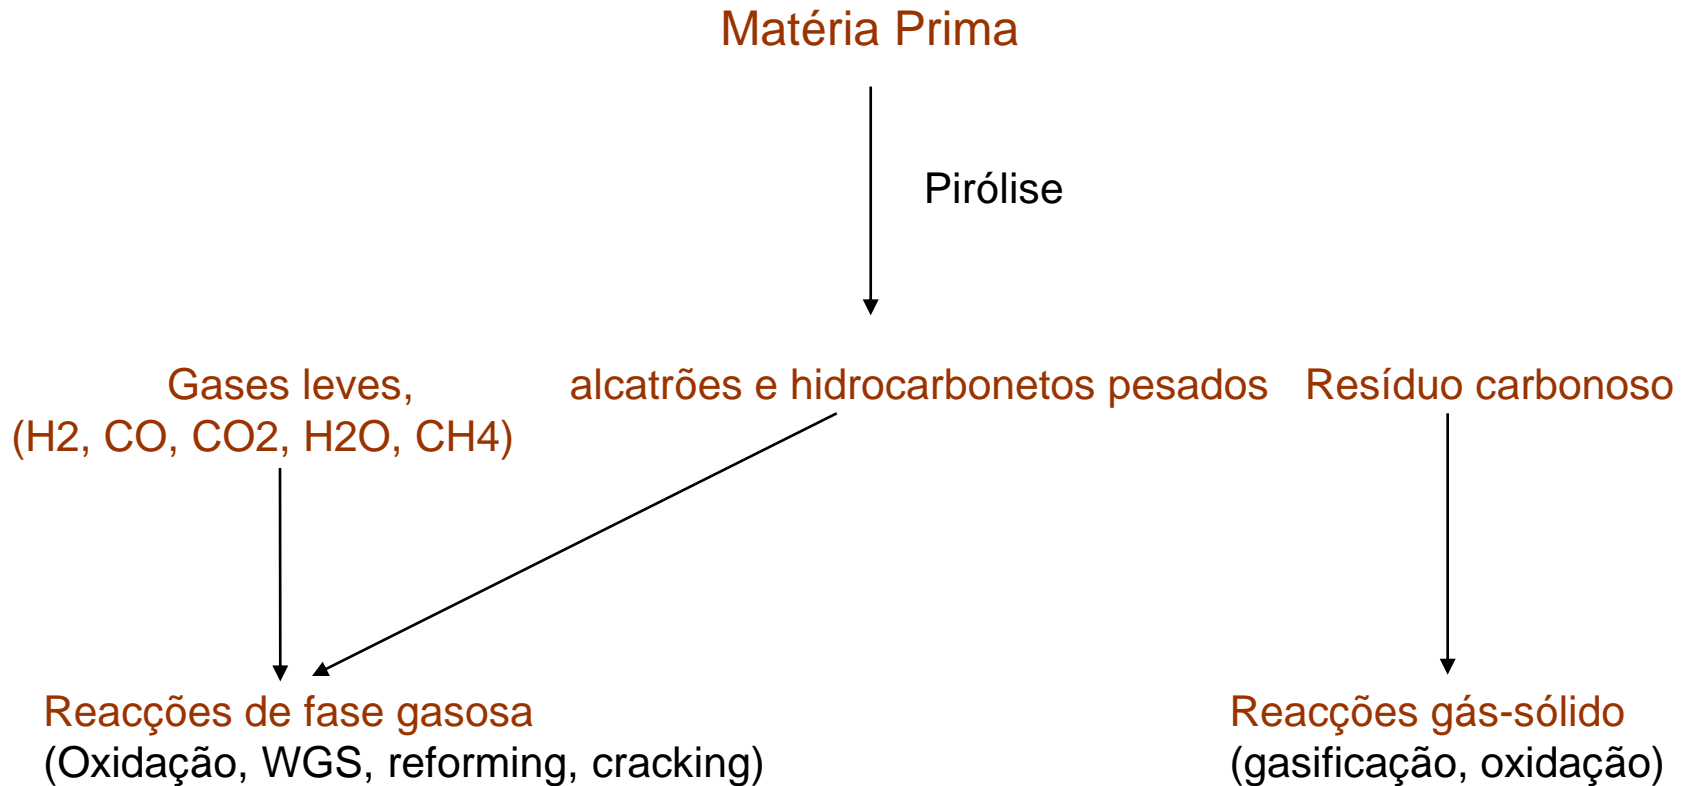 Matéria Prima
Pirólise
Gases leves,
(H2, CO, CO2, H2O, CH4)
alcatrões e hidrocarbonetos pesados
Resíduo carbonoso
Reacções de fase gasosa
(Oxidação, WGS, reforming, cracking)
Reacções gás-sólido
(gasificação, oxidação)